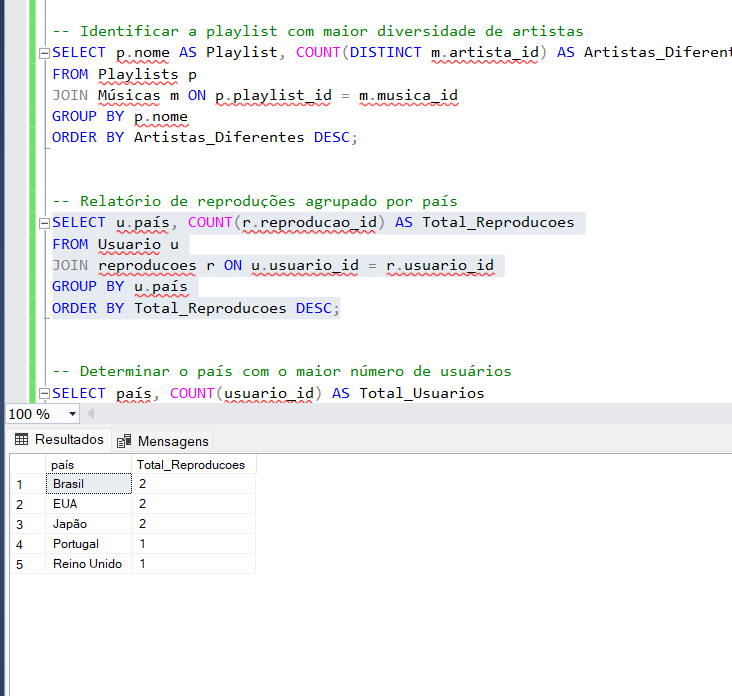 -- Identificar a playlist com maior diversidade de artistas
SELECT p.nome AS Playlist, COUNT(DISTINCT m.artista_id) AS Artistas_Diferent
FROM Playlists p
JOIN Músicas m ON p.playlist_id = m.musica_id
GROUP BY p.nome
ORDER BY Artistas_Diferentes DESC;
-- Relatório de reproduções agrupado por país
SELECT u.país, COUNT(r.reproducao_id) AS Total_Reproducoes
FROM Usuario u
JOIN reproducoes r ON u.usuario_id = r.usuario_id
GROUP BY u.país
ORDER BY Total_Reproducoes DESC;
-- Determinar o país com o maior número de usuários
SELECT país, COUNT(usuario_id) AS Total_Usuarios
100 %
Resultados Mensagens
país Total_Reproducoes
1 Brasil 2
2 EUA 2
3 Japão 2
4 Portugal 1
5 Reino Unido 1